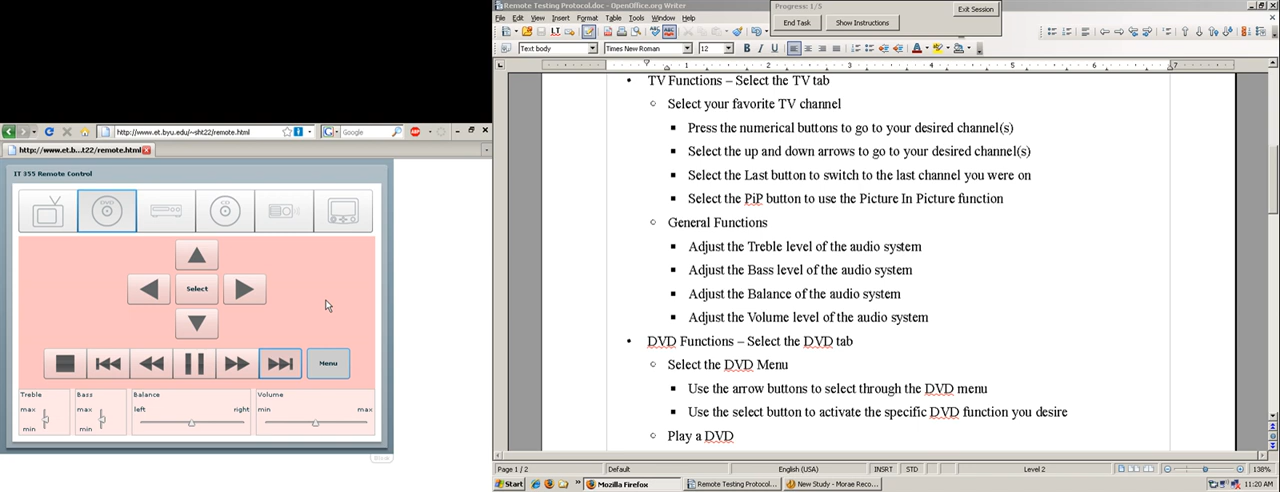 http://www.et.byu.edu/~sht22/remote.html
Google
http://www.et.b...t22/remote.html
IT 355 Remote Control
DVD
CD
Select
Menu
Treble
max
min
Bass
max
min
Balance
left right
Volume
min max
Remote Testing Protocol.doc - OpenOffice.org Writer
Progress: 1/5
Exit Session
End Task
Show Instructions
File Edit View Insert Format Table Tools Window Help
Text body
Times New Roman
12
1 2 3 4 5 6 7
• TV Functions – Select the TV tab
○ Select your favorite TV channel
▪ Press the numerical buttons to go to your desired channel(s)
▪ Select the up and down arrows to go to your desired channel(s)
▪ Select the Last button to switch to the last channel you were on
▪ Select the PiP button to use the Picture In Picture function
○ General Functions
▪ Adjust the Treble level of the audio system
▪ Adjust the Bass level of the audio system
▪ Adjust the Balance of the audio system
▪ Adjust the Volume level of the audio system
• DVD Functions – Select the DVD tab
○ Select the DVD Menu
▪ Use the arrow buttons to select through the DVD menu
▪ Use the select button to activate the specific DVD function you desire
○ Play a DVD
Page 1 / 2 Default English (USA) INSRT STD Level 2 138%
Start
Mozilla Firefox
Remote Testing Protocol...
New Study - Morae Reco...
11:20 AM